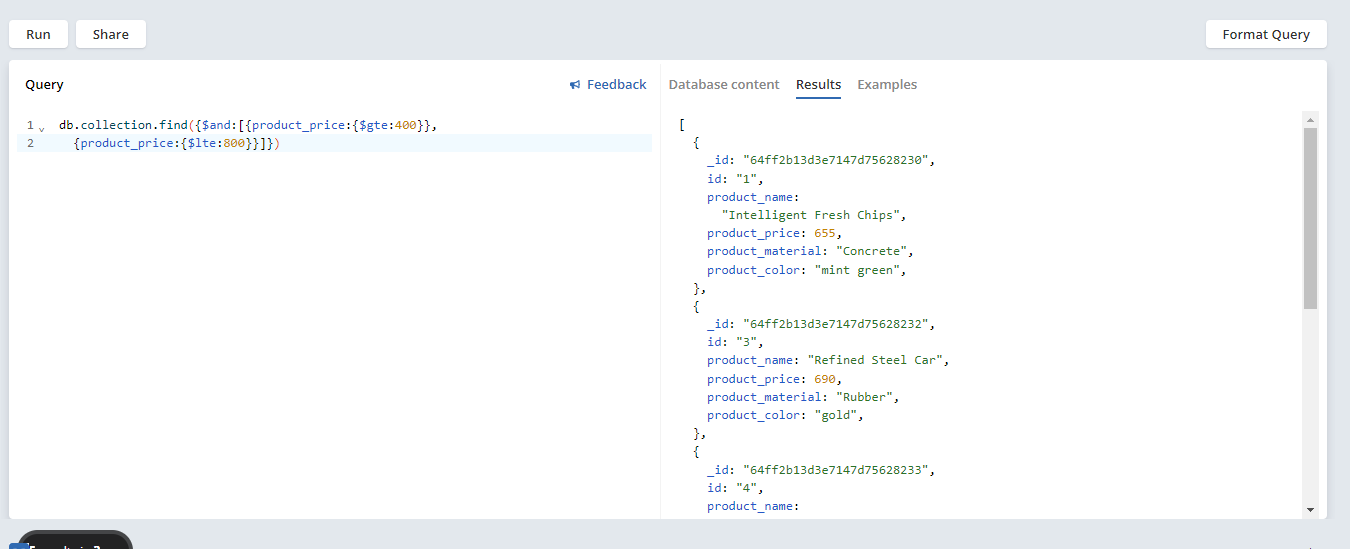 Run Share Format Query
Query Feedback Database content Results Examples
1 db.collection.find({$and:[{product_price:{$gte:400}},
2 {product_price:{$lte:800}}]})
[
{
_id: "64ff2b13d3e7147d75628230",
id: "1",
product_name:
"Intelligent Fresh Chips",
product_price: 655,
product_material: "Concrete",
product_color: "mint green",
},
{
_id: "64ff2b13d3e7147d75628232",
id: "3",
product_name: "Refined Steel Car",
product_price: 690,
product_material: "Rubber",
product_color: "gold",
},
{
_id: "64ff2b13d3e7147d75628233",
id: "4",
product_name: